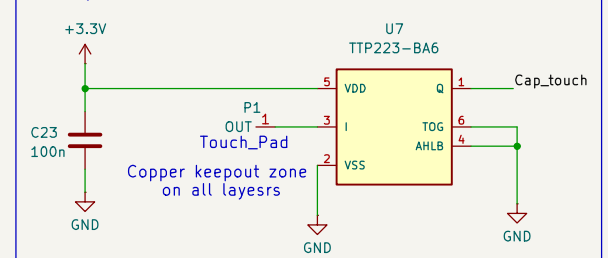 +3.3V
U7
TTP223-BA6
5 VDD Q 1 Cap_touch
P1
C23
100n
OUT 1 3 I TOG 6
Touch_Pad AHLB 4
2 VSS
Copper keepout zone
on all layesrs
GND
GND
GND